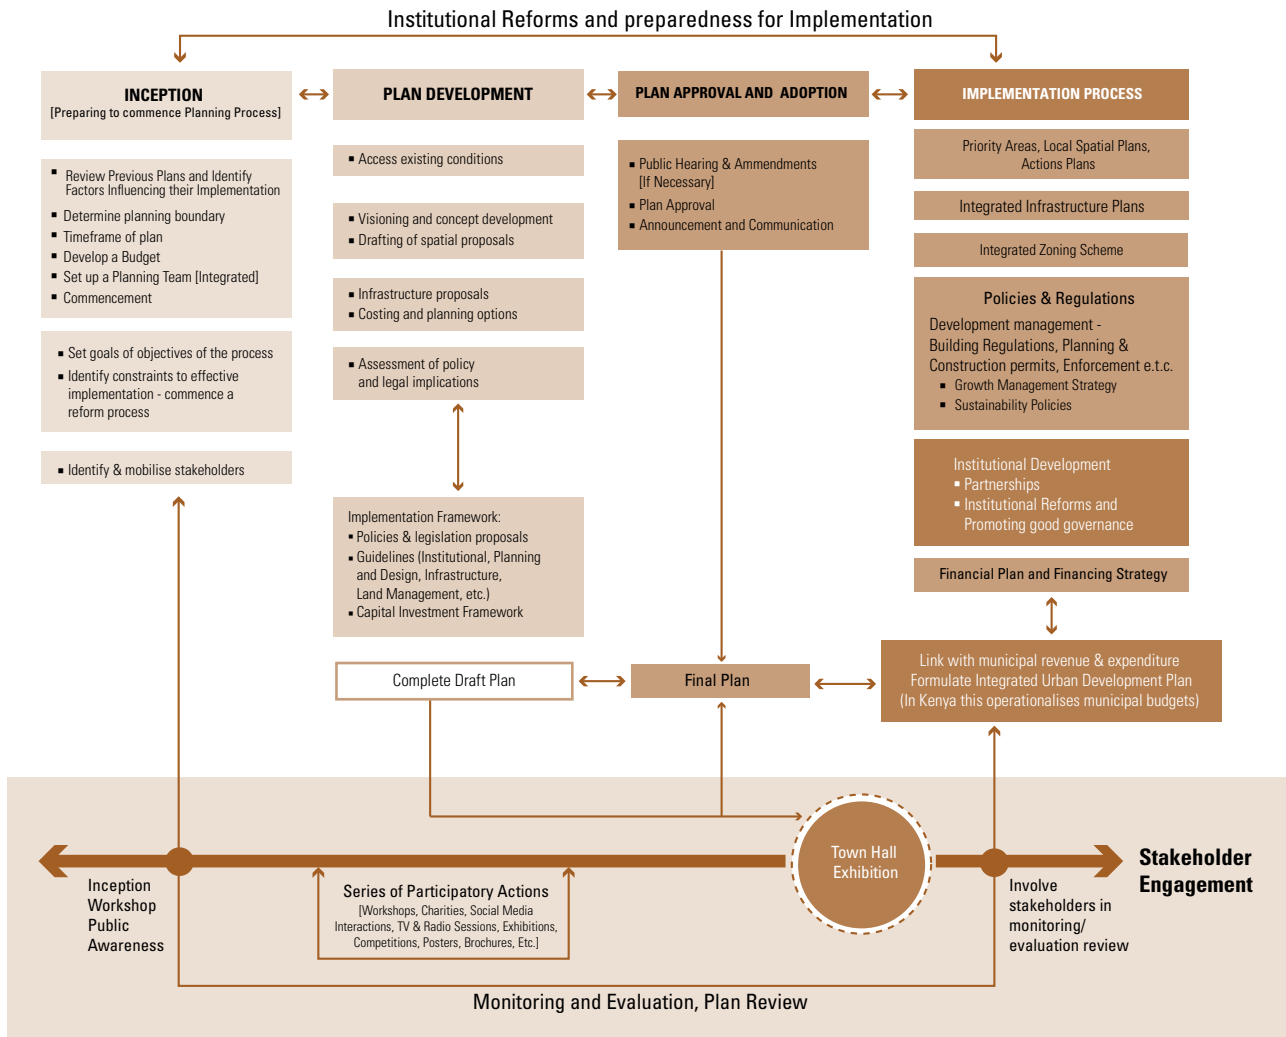 Institutional Reforms and preparedness for Implementation
INCEPTION
[Preparing to commence Planning Process]
▪ Review Previous Plans and Identify
Factors Influencing their Implementation
▪ Determine planning boundary
▪ Timeframe of plan
▪ Develop a Budget
▪ Set up a Planning Team [Integrated]
▪ Commencement
▪ Set goals of objectives of the process
▪ Identify constraints to effective
implementation - commence a
reform process
▪ Identify & mobilise stakeholders
PLAN DEVELOPMENT
▪ Access existing conditions
▪ Visioning and concept development
▪ Drafting of spatial proposals
▪ Infrastructure proposals
▪ Costing and planning options
▪ Assessment of policy
and legal implications
Implementation Framework:
▪ Policies & legislation proposals
▪ Guidelines (Institutional, Planning
and Design, Infrastructure,
Land Management, etc.)
▪ Capital Investment Framework
Complete Draft Plan
PLAN APPROVAL AND ADOPTION
▪ Public Hearing & Ammendments
[If Necessary]
▪ Plan Approval
▪ Announcement and Communication
Final Plan
IMPLEMENTATION PROCESS
Priority Areas, Local Spatial Plans,
Actions Plans
Integrated Infrastructure Plans
Integrated Zoning Scheme
Policies & Regulations
Development management -
Building Regulations, Planning &
Construction permits, Enforcement e.t.c.
▪ Growth Management Strategy
▪ Sustainability Policies
Institutional Development
▪ Partnerships
▪ Institutional Reforms and
Promoting good governance
Financial Plan and Financing Strategy
Link with municipal revenue & expenditure
Formulate Integrated Urban Development Plan
(In Kenya this operationalises municipal budgets)
Inception
Workshop
Public
Awareness
Series of Participatory Actions
[Workshops, Charities, Social Media
Interactions, TV & Radio Sessions, Exhibitions,
Competitions, Posters, Brochures, Etc.]
Town Hall
Exhibition
Involve
stakeholders in
monitoring/
evaluation review
Stakeholder
Engagement
Monitoring and Evaluation, Plan Review